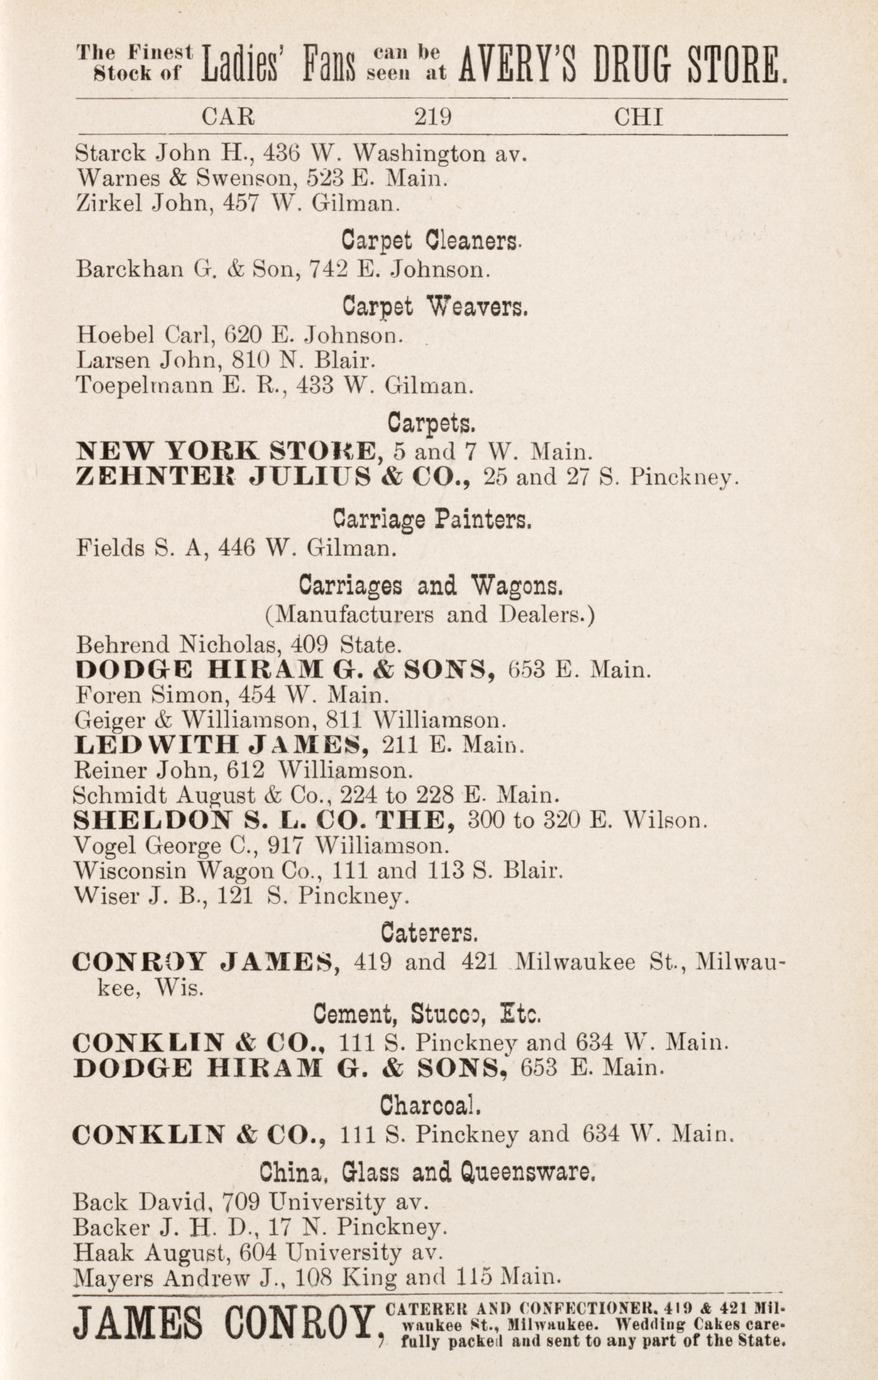 The Finest Stock of Ladies' Fans can be seen at AVERY'S DRUG STORE.
CAR 219 CHI
Starck John H., 436 W. Washington av.
Warnes & Swenson, 523 E. Main.
Zirkel John, 457 W. Gilman.
Carpet Cleaners.
Barckhan G. & Son, 742 E. Johnson.
Carpet Weavers.
Hoebel Carl, 620 E. Johnson.
Larsen John, 810 N. Blair.
Toepelmann E. R., 433 W. Gilman.
Carpets.
NEW YORK STORE, 5 and 7 W. Main.
ZEHNTER JULIUS & CO., 25 and 27 S. Pinckney.
Carriage Painters.
Fields S. A, 446 W. Gilman.
Carriages and Wagons.
(Manufacturers and Dealers.)
Behrend Nicholas, 409 State.
DODGE HIRAM G. & SONS, 653 E. Main.
Foren Simon, 454 W. Main.
Geiger & Williamson, 811 Williamson.
LEDWITH JAMES, 211 E. Main.
Reiner John, 612 Williamson.
Schmidt August & Co., 224 to 228 E. Main.
SHELDON S. L. CO. THE, 300 to 320 E. Wilson.
Vogel George C., 917 Williamson.
Wisconsin Wagon Co., 111 and 113 S. Blair.
Wiser J. B., 121 S. Pinckney.
Caterers.
CONROY JAMES, 419 and 421 Milwaukee St., Milwau-
kee, Wis.
Cement, Stucco, Etc.
CONKLIN & CO., 111 S. Pinckney and 634 W. Main.
DODGE HIRAM G. & SONS, 653 E. Main.
Charcoal.
CONKLIN & CO., 111 S. Pinckney and 634 W. Main.
China, Glass and Queensware.
Back David, 709 University av.
Backer J. H. D., 17 N. Pinckney.
Haak August, 604 University av.
Mayers Andrew J., 108 King and 115 Main.
JAMES CONROY, CATERER AND CONFECTIONER, 419 & 421 Mil-
waukee St., Milwaukee. Wedding Cakes care-
fully packed and sent to any part of the State.